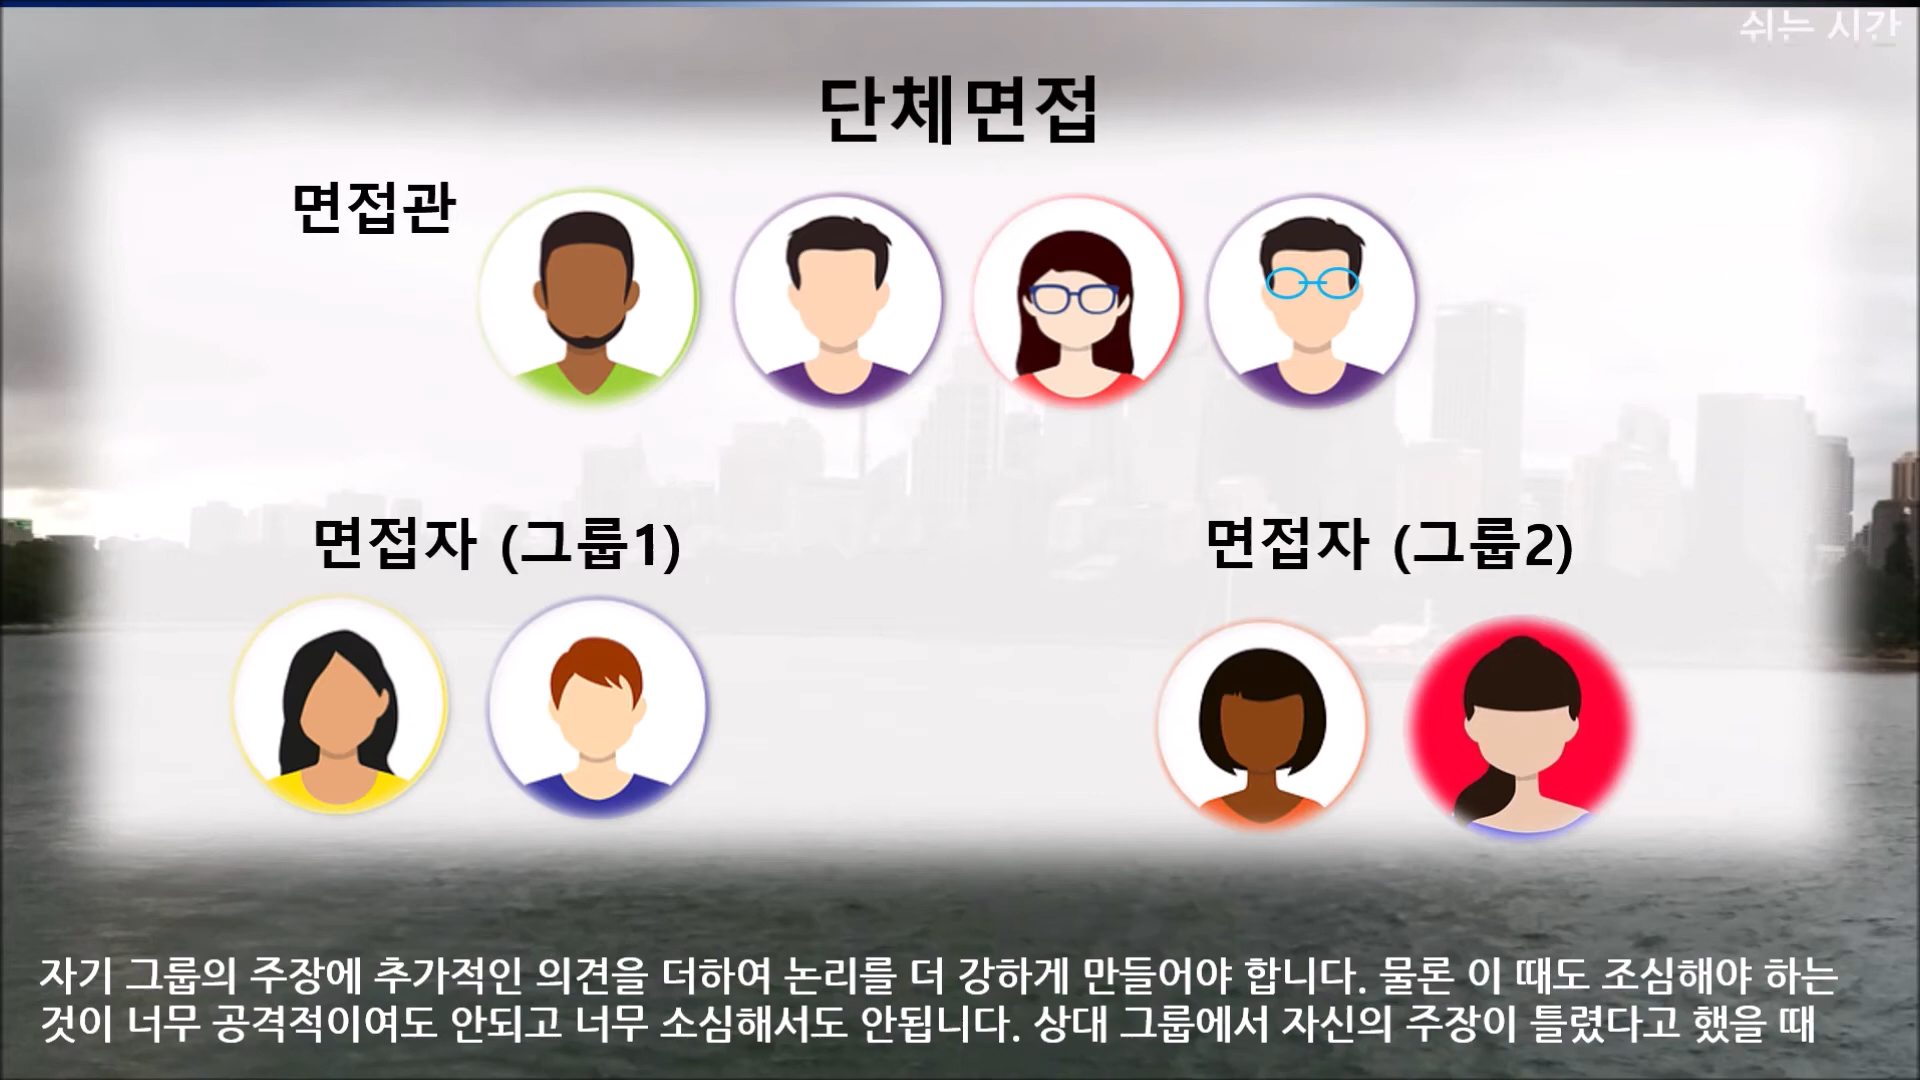 쉬는 시간
단체면접
면접관
면접자 (그룹1)
면접자 (그룹2)
자기 그룹의 주장에 추가적인 의견을 더하여 논리를 더 강하게 만들어야 합니다. 물론 이 때도 조심해야 하는
것이 너무 공격적이여도 안되고 너무 소심해서도 안됩니다. 상대 그룹에서 자신의 주장이 틀렸다고 했을 때